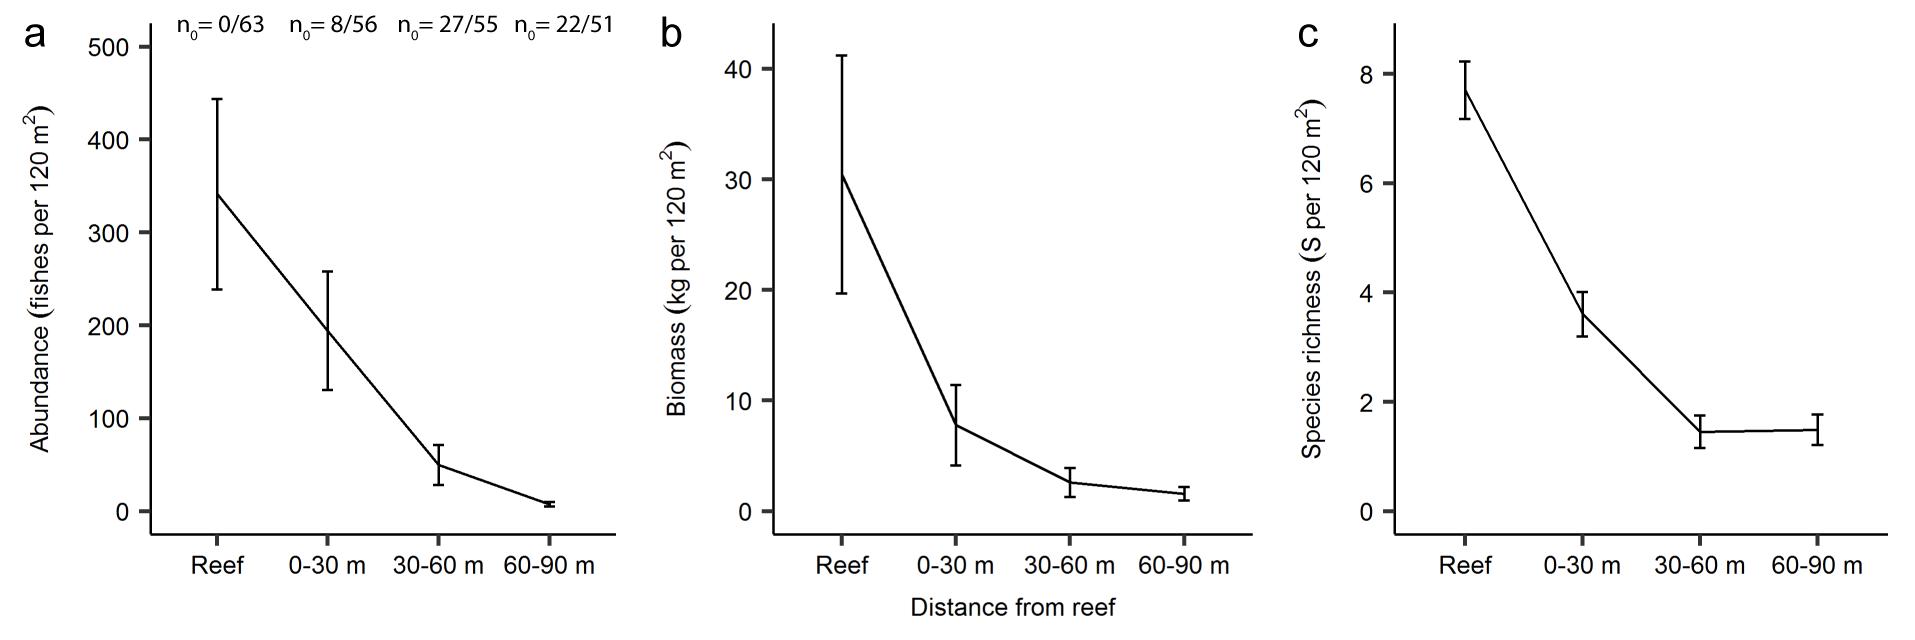 a
n₀= 0/63 n₀= 8/56 n₀= 27/55 n₀= 22/51
500
400
300
200
100
0
Abundance (fishes per 120 m²)
Reef 0-30 m 30-60 m 60-90 m
b
40
30
20
10
0
Biomass (kg per 120 m²)
Reef 0-30 m 30-60 m 60-90 m
Distance from reef
c
8
6
4
2
0
Species richness (S per 120 m²)
Reef 0-30 m 30-60 m 60-90 m